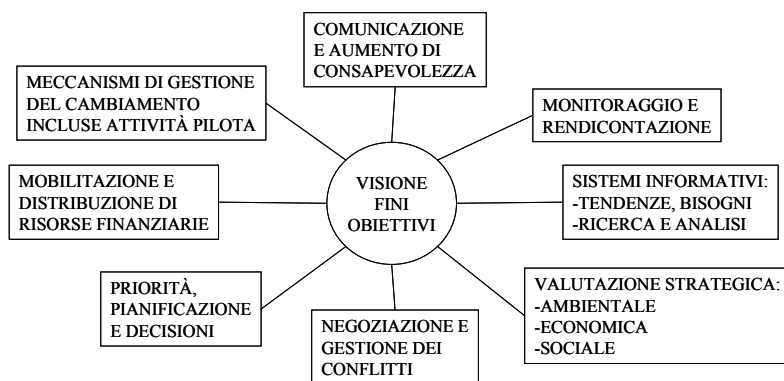 COMUNICAZIONE
E AUMENTO DI
CONSAPEVOLEZZA
MECCANISMI DI GESTIONE
DEL CAMBIAMENTO
INCLUSE ATTIVITÀ PILOTA
MONITORAGGIO E
RENDICONTAZIONE
MOBILITAZIONE E
DISTRIBUZIONE DI
RISORSE FINANZIARIE
VISIONE
FINI
OBIETTIVI
SISTEMI INFORMATIVI:
-TENDENZE, BISOGNI
-RICERCA E ANALISI
PRIORITÀ,
PIANIFICAZIONE
E DECISIONI
NEGOZIAZIONE E
GESTIONE DEI
CONFLITTI
VALUTAZIONE STRATEGICA:
-AMBIENTALE
-ECONOMICA
-SOCIALE